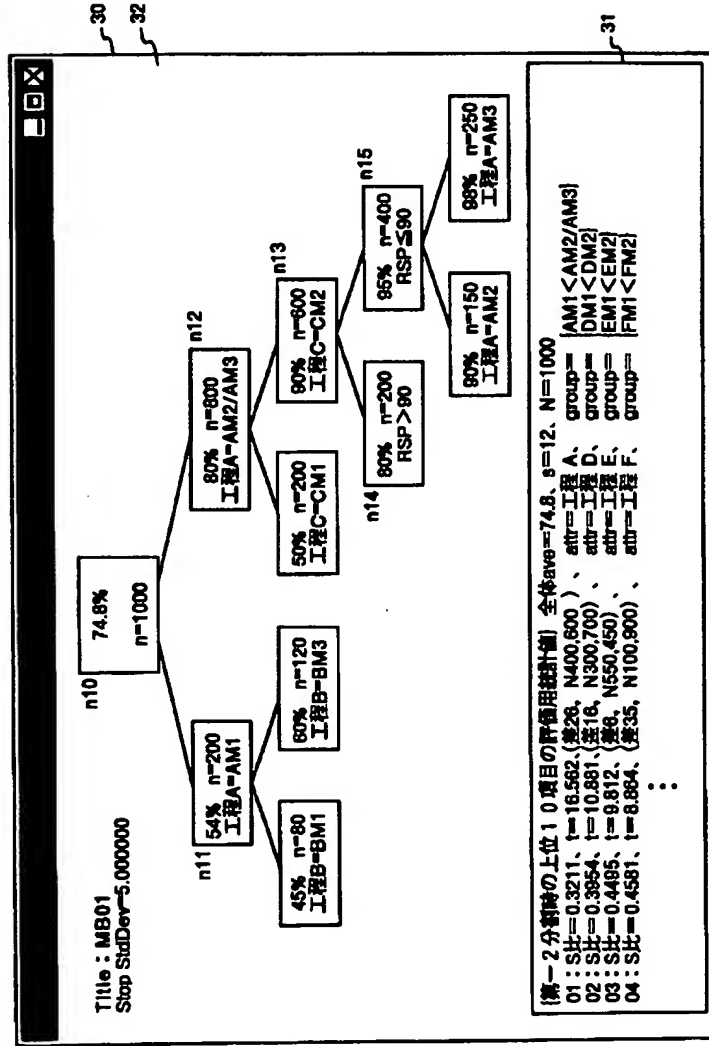 30
32
Title : MB01
Stop StdDev=5.000000
n10
74.8%
n=1000
n11
54% n=200
工程A=AM1
n12
80% n=800
工程A=AM2/AM3
45% n=80
工程B=BM1
60% n=120
工程B=BM3
50% n=200
工程C=CM1
n13
90% n=600
工程C=CM2
n14
80% n=200
RSP>90
n15
95% n=400
RSP≦90
90% n=150
工程A=AM2
98% n=250
工程A=AM3
31
{第一2分割時の上位10項目の評価用統計値} 全体ave=74.8、s=12、N=1000
01 : S比=0.3211、t=16.562、(差26、N400,600)、attr=工程 A、group= {AM1<AM2/AM3}
02 : S比=0.3954、t=10.881、(差16、N300,700)、attr=工程 D、group= {DM1<DM2}
03 : S比=0.4495、t=9.812、(差6、N550,450)、attr=工程 E、group= {EM1<EM2}
04 : S比=0.4581、t=8.864、(差35、N100,900)、attr=工程 F、group= {FM1<FM2}